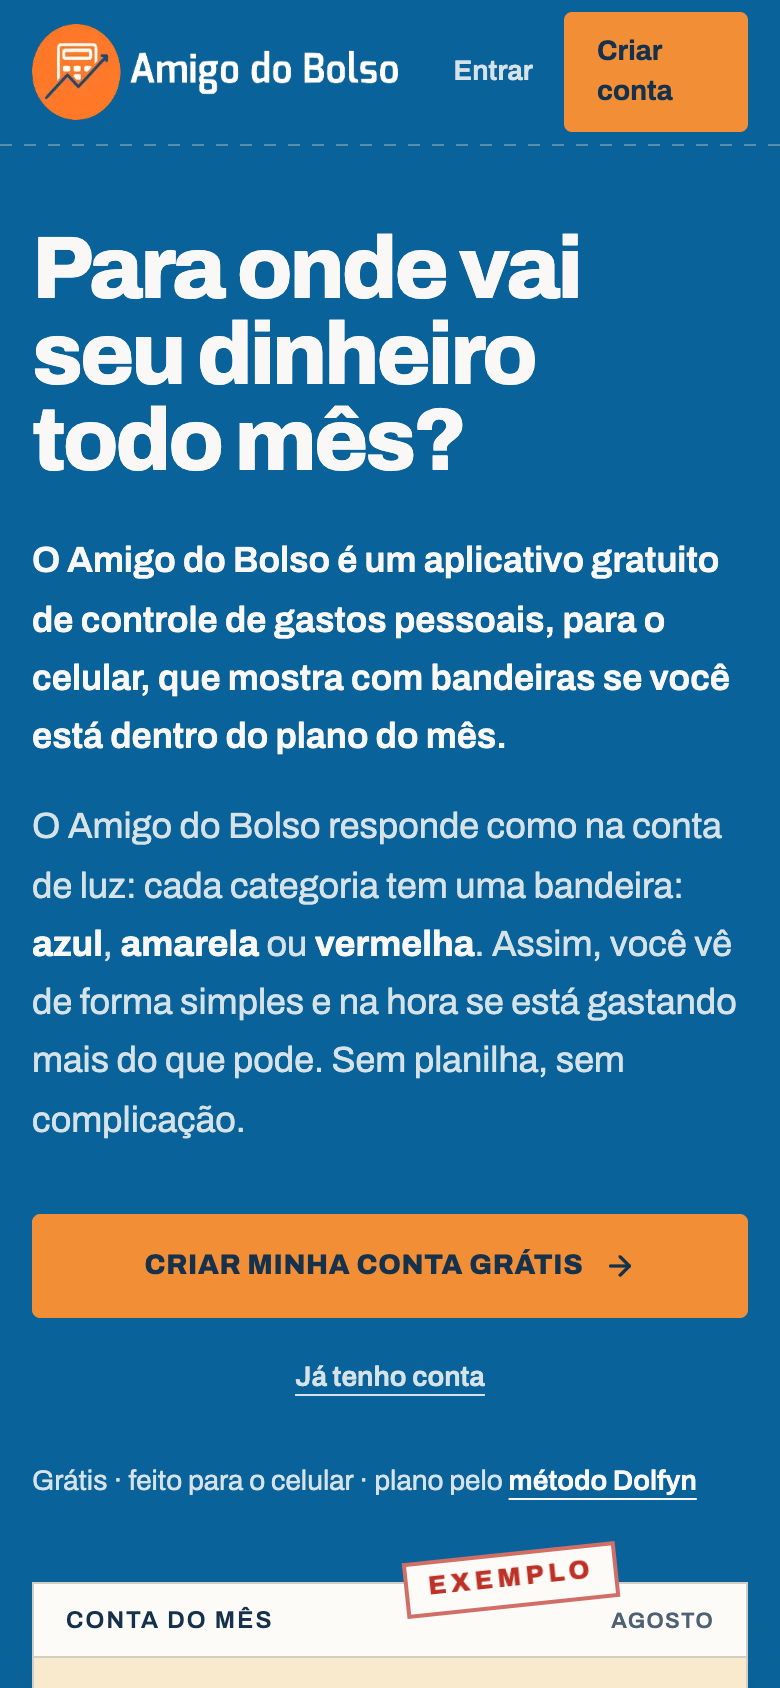 Amigo do Bolso
Entrar
Criar
conta
Para onde vai
seu dinheiro
todo mês?
O Amigo do Bolso é um aplicativo gratuito
de controle de gastos pessoais, para o
celular, que mostra com bandeiras se você
está dentro do plano do mês.
O Amigo do Bolso responde como na conta
de luz: cada categoria tem uma bandeira:
azul, amarela ou vermelha. Assim, você vê
de forma simples e na hora se está gastando
mais do que pode. Sem planilha, sem
complicação.
CRIAR MINHA CONTA GRÁTIS →
Já tenho conta
Grátis · feito para o celular · plano pelo método Dolfyn
EXEMPLO
CONTA DO MÊS
AGOSTO